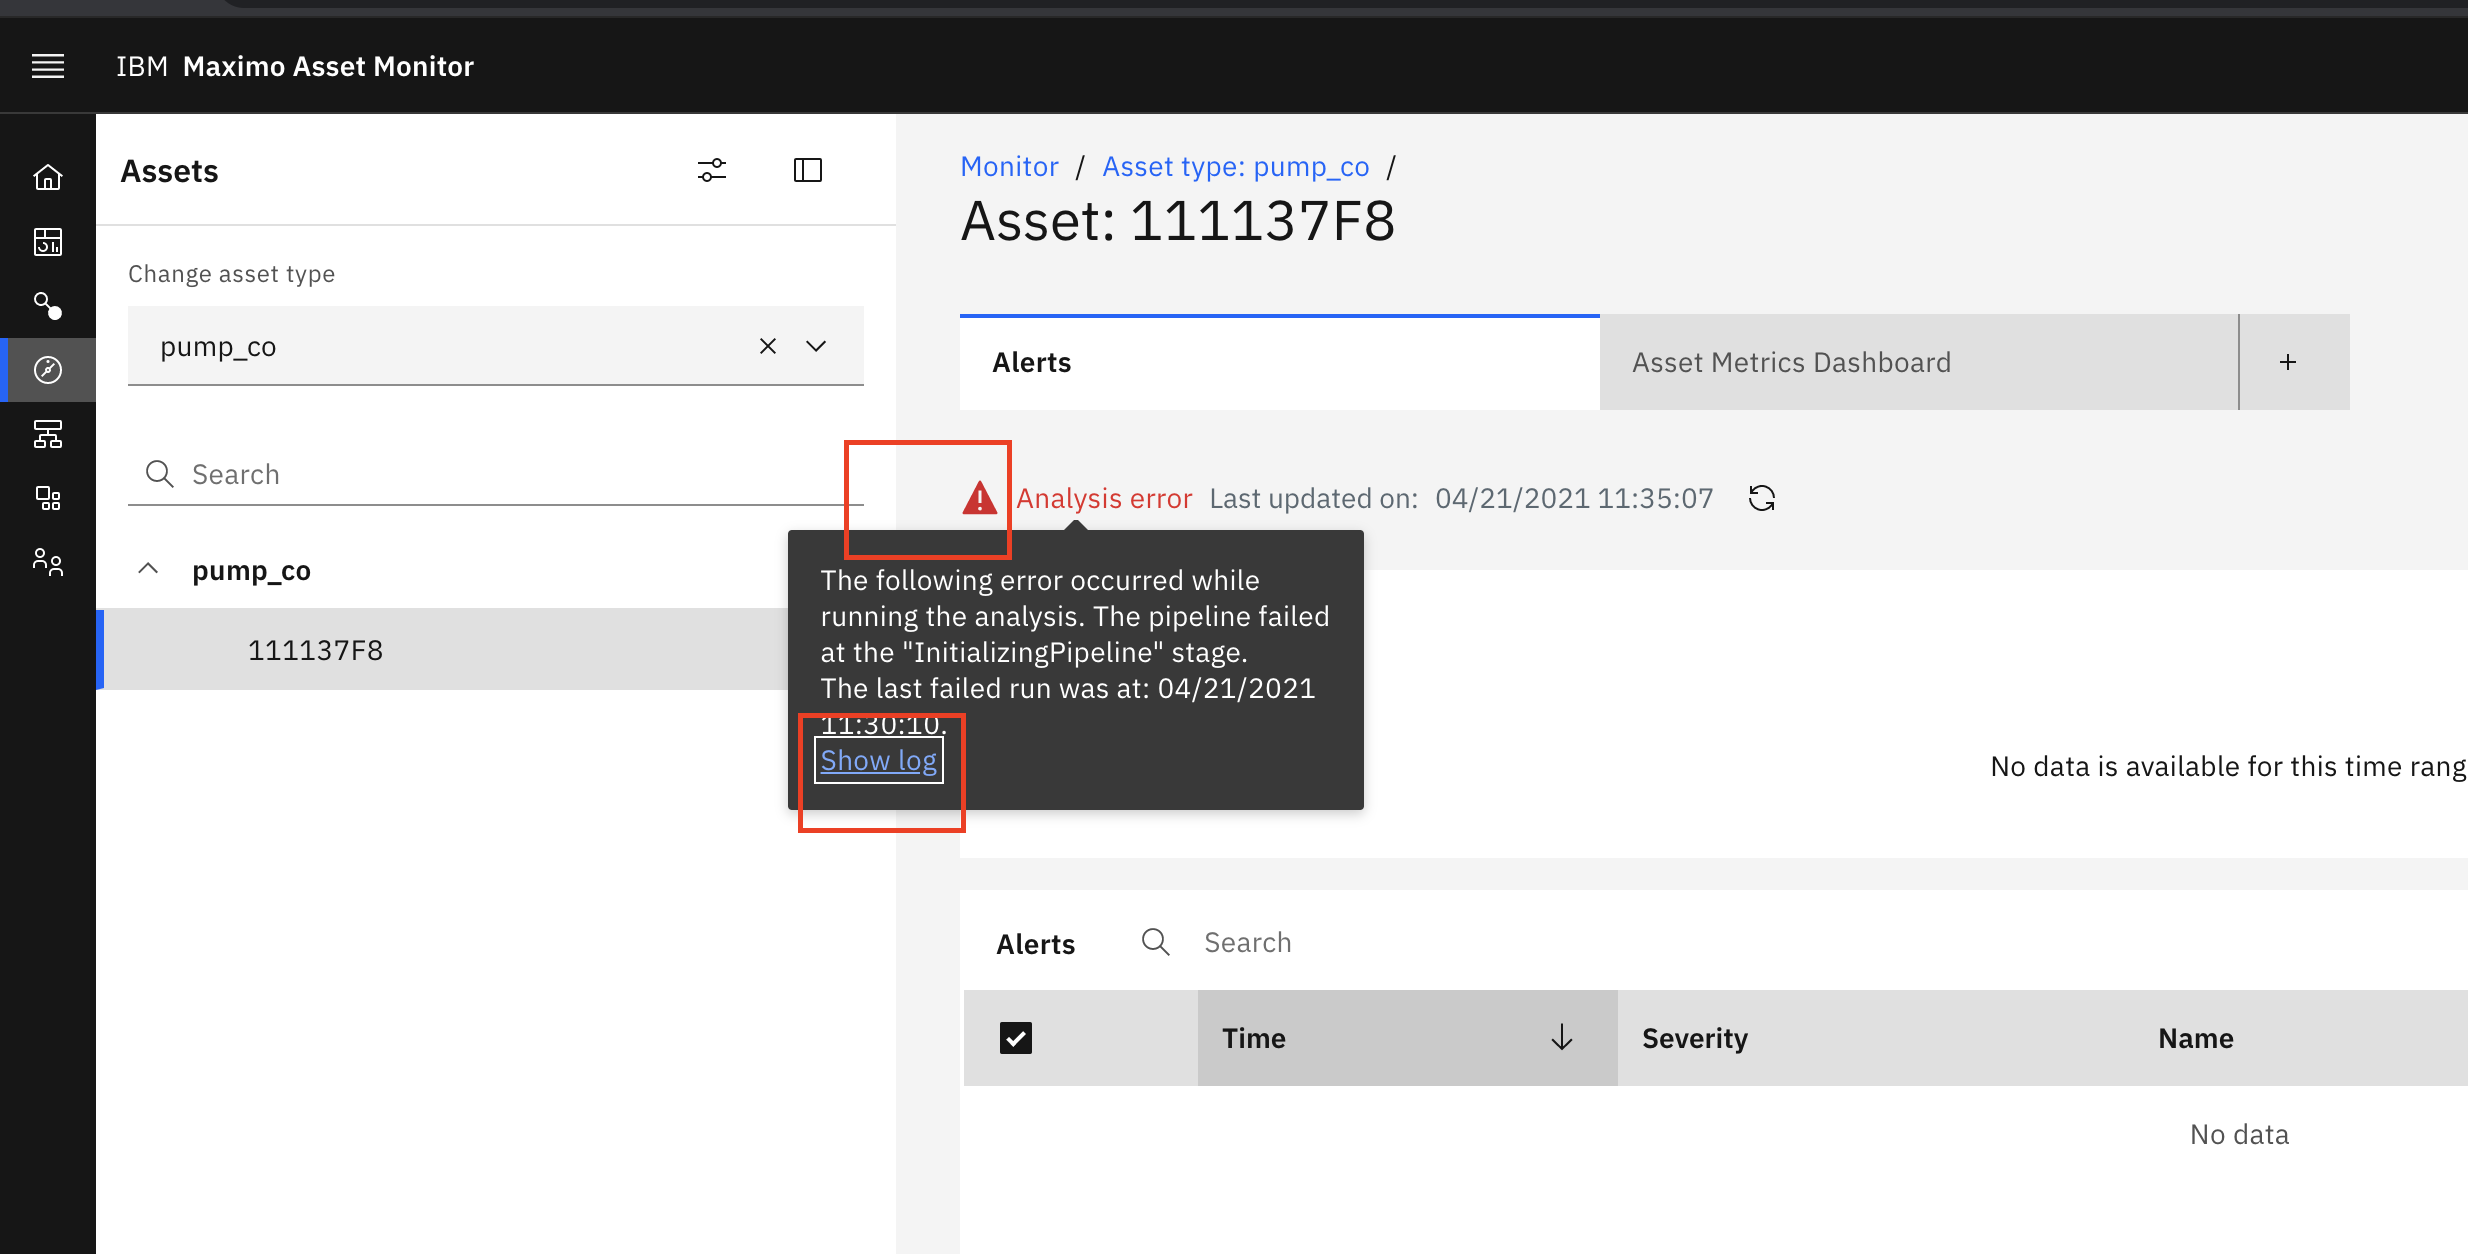 IBM Maximo Asset Monitor
Assets
Change asset type
pump_co
Search
pump_co
111137F8
Monitor / Asset type: pump_co /
Asset: 111137F8
Alerts
Asset Metrics Dashboard
Analysis error Last updated on: 04/21/2021 11:35:07
The following error occurred while
running the analysis. The pipeline failed
at the "InitializingPipeline" stage.
The last failed run was at: 04/21/2021
11:30:10.
Show log
No data is available for this time rang
Alerts
Search
Time
Severity
Name
No data